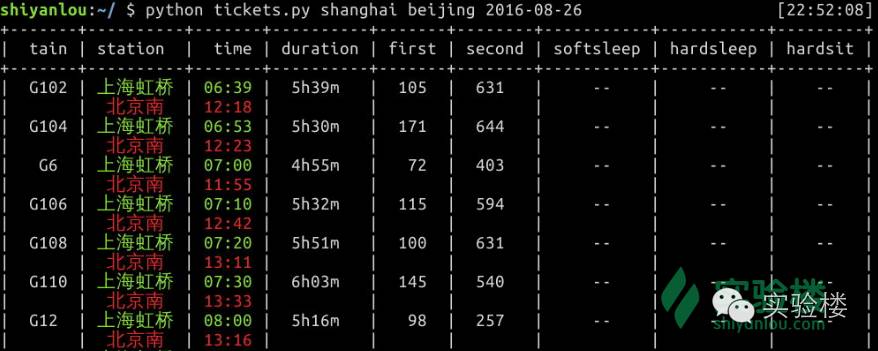 shiyanlou:~/ $ python tickets.py shanghai beijing 2016-08-26 [22:52:08]
| tain | station | time | duration | first | second | softsleep | hardsleep | hardsit |
| G102 | 上海虹桥 | 06:39 | 5h39m | 105 | 631 | -- | -- | -- |
| | 北京南 | 12:18 | | | | | | |
| G104 | 上海虹桥 | 06:53 | 5h30m | 171 | 644 | -- | -- | -- |
| | 北京南 | 12:23 | | | | | | |
| G6 | 上海虹桥 | 07:00 | 4h55m | 72 | 403 | -- | -- | -- |
| | 北京南 | 11:55 | | | | | | |
| G106 | 上海虹桥 | 07:10 | 5h32m | 115 | 594 | -- | -- | -- |
| | 北京南 | 12:42 | | | | | | |
| G108 | 上海虹桥 | 07:20 | 5h51m | 100 | 631 | -- | -- | -- |
| | 北京南 | 13:11 | | | | | | |
| G110 | 上海虹桥 | 07:30 | 6h03m | 145 | 540 | -- | -- | -- |
| | 北京南 | 13:33 | | | | | | |
| G12 | 上海虹桥 | 08:00 | 5h16m | 98 | 257 | -- | -- | -- |
| | 北京南 | 13:16 | | | | | | |
实验楼
shiyanlou.com
实验楼